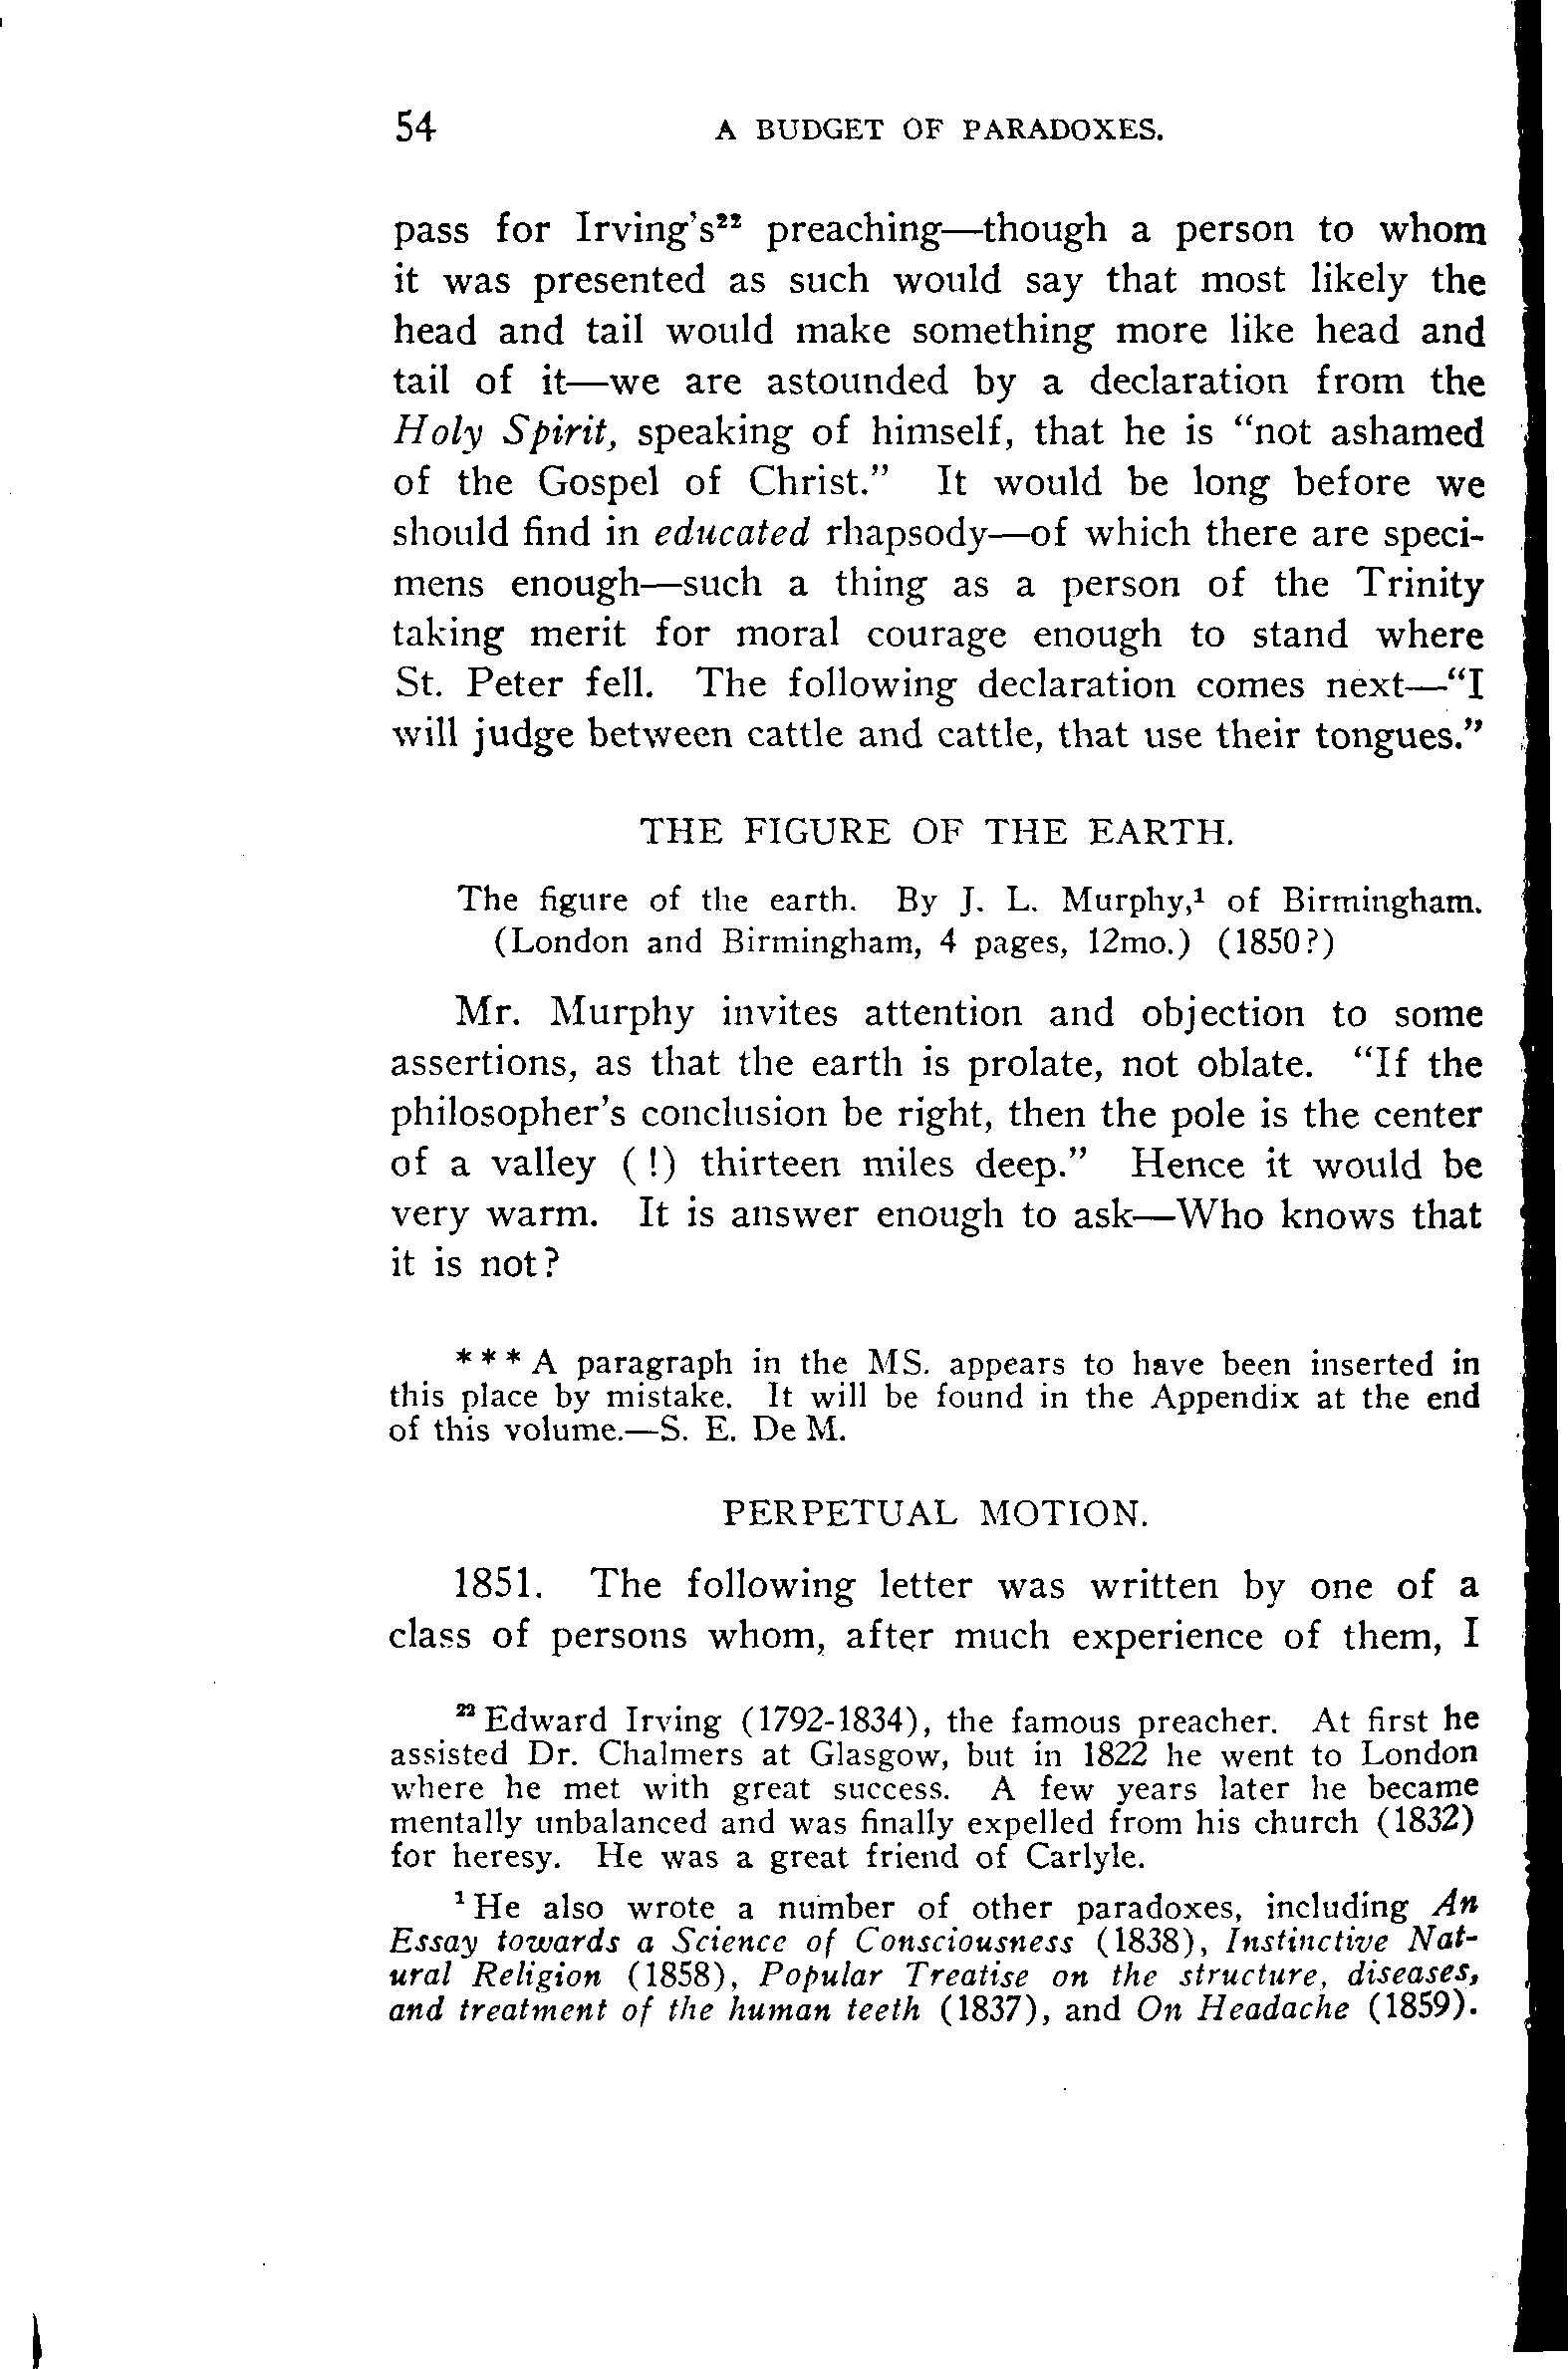 54 A BUDGET OF PARADOXES.
pass for Irving's²² preaching—though a person to whom
it was presented as such would say that most likely the
head and tail would make something more like head and
tail of it—we are astounded by a declaration from the
Holy Spirit, speaking of himself, that he is “not ashamed
of the Gospel of Christ.” It would be long before we
should find in educated rhapsody—of which there are speci-
mens enough—such a thing as a person of the Trinity
taking merit for moral courage enough to stand where
St. Peter fell. The following declaration comes next—“I
will judge between cattle and cattle, that use their tongues.”
THE FIGURE OF THE EARTH.
The figure of the earth. By J. L. Murphy,¹ of Birmingham.
(London and Birmingham, 4 pages, 12mo.) (1850?)
Mr. Murphy invites attention and objection to some
assertions, as that the earth is prolate, not oblate. “If the
philosopher's conclusion be right, then the pole is the center
of a valley (!) thirteen miles deep.” Hence it would be
very warm. It is answer enough to ask—Who knows that
it is not?
* * * A paragraph in the MS. appears to have been inserted in
this place by mistake. It will be found in the Appendix at the end
of this volume.—S. E. De M.
PERPETUAL MOTION.
1851. The following letter was written by one of a
class of persons whom, after much experience of them, I
²² Edward Irving (1792-1834), the famous preacher. At first he
assisted Dr. Chalmers at Glasgow, but in 1822 he went to London
where he met with great success. A few years later he became
mentally unbalanced and was finally expelled from his church (1832)
for heresy. He was a great friend of Carlyle.
¹ He also wrote a number of other paradoxes, including An
Essay towards a Science of Consciousness (1838), Instinctive Nat-
ural Religion (1858), Popular Treatise on the structure, diseases,
and treatment of the human teeth (1837), and On Headache (1859).